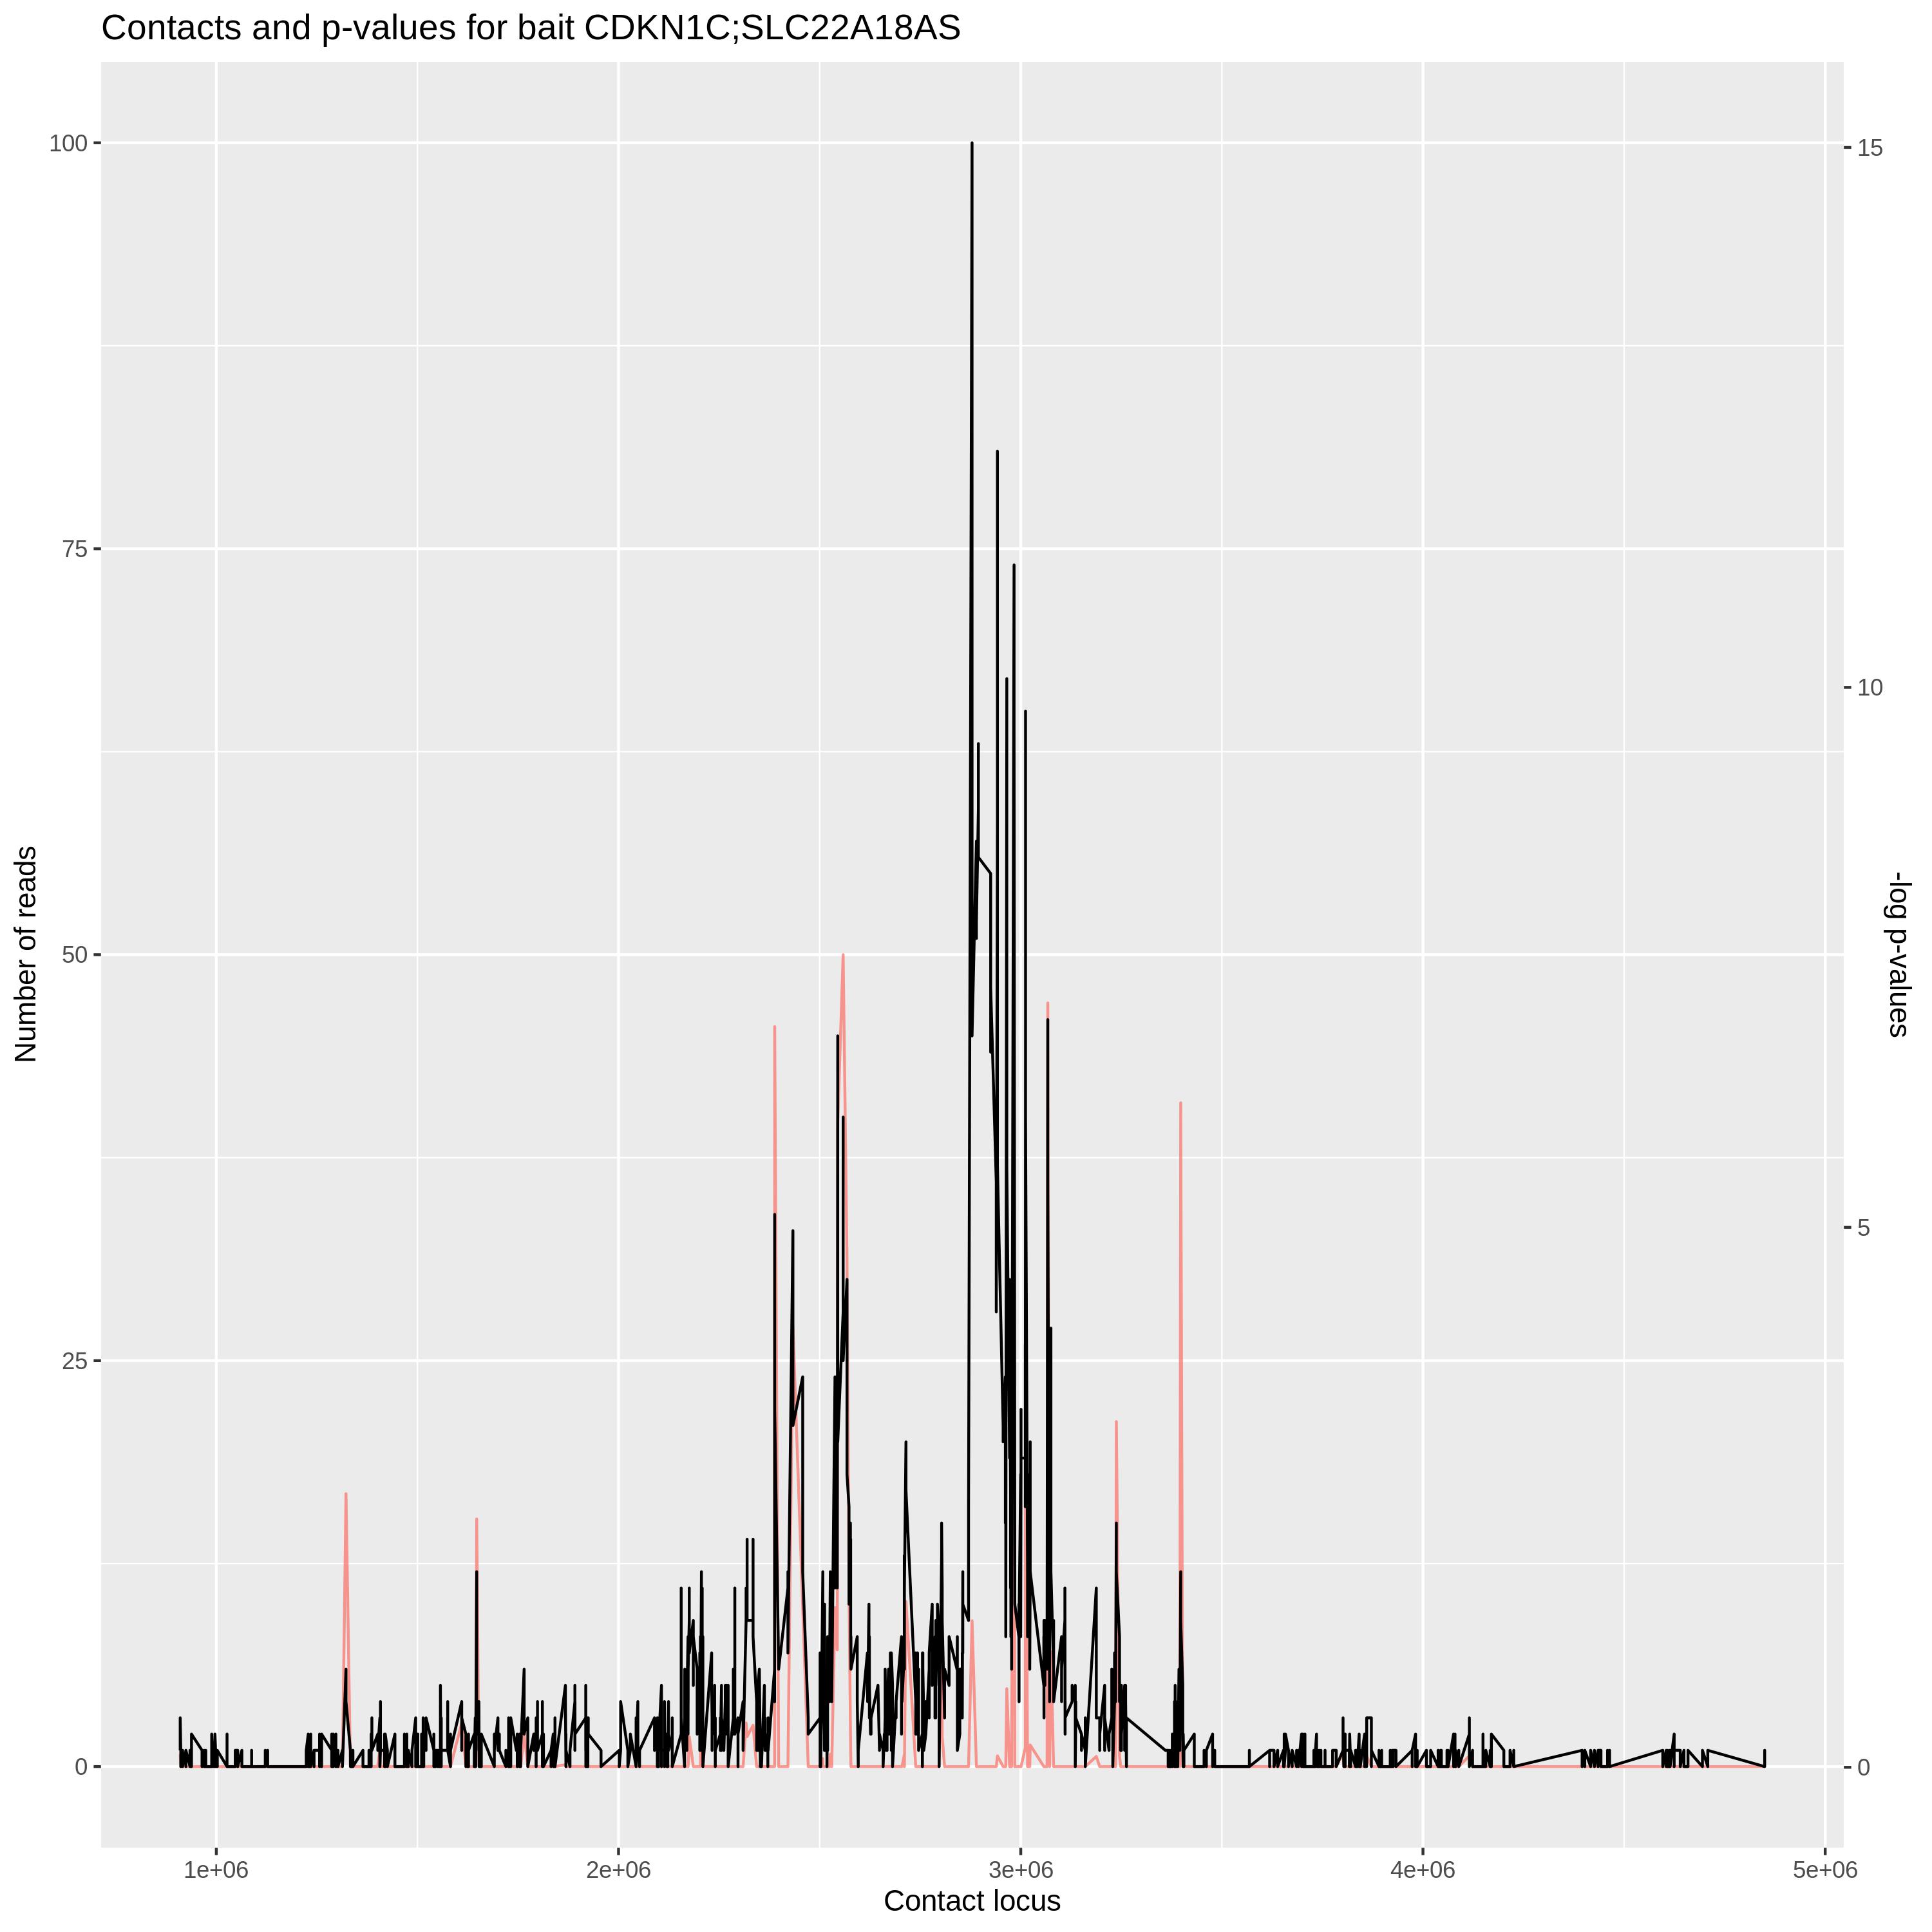 Contacts and p-values for bait CDKN1C;SLC22A18AS
100
75
50
25
0
Number of reads
15
10
5
0
-log p-values
1e+06
2e+06
3e+06
4e+06
5e+06
Contact locus